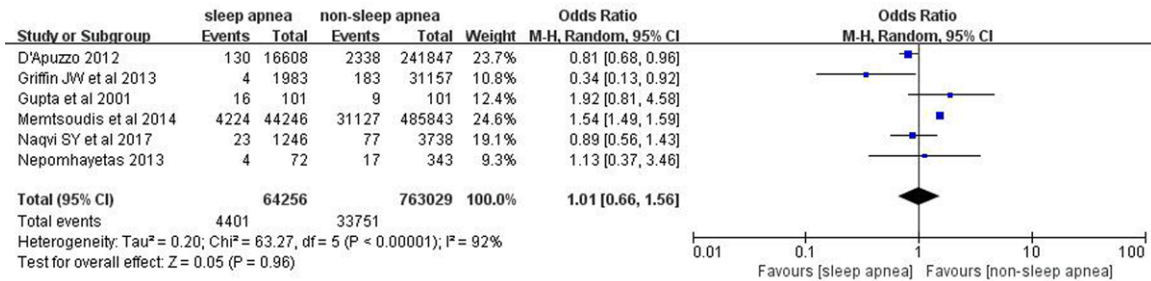 sleep apnea non-sleep apnea Odds Ratio Odds Ratio
Study or Subgroup Events Total Events Total Weight M-H, Random, 95% CI M-H, Random, 95% CI
D'Apuzzo 2012 130 16608 2338 241847 23.7% 0.81 [0.68, 0.96]
Griffin JW et al 2013 4 1983 183 31157 10.8% 0.34 [0.13, 0.92]
Gupta et al 2001 16 101 9 101 12.4% 1.92 [0.81, 4.58]
Memtsoudis et al 2014 4224 44246 31127 485843 24.6% 1.54 [1.49, 1.59]
Naqvi SY et al 2017 23 1246 77 3738 19.1% 0.89 [0.56, 1.43]
Nepomhayetas 2013 4 72 17 343 9.3% 1.13 [0.37, 3.46]
Total (95% CI) 64256 763029 100.0% 1.01 [0.66, 1.56]
Total events 4401 33751
Heterogeneity: Tau² = 0.20; Chi² = 63.27, df = 5 (P < 0.00001); I² = 92%
Test for overall effect: Z = 0.05 (P = 0.96)
0.01 0.1 1 10 100
Favours [sleep apnea] Favours [non-sleep apnea]